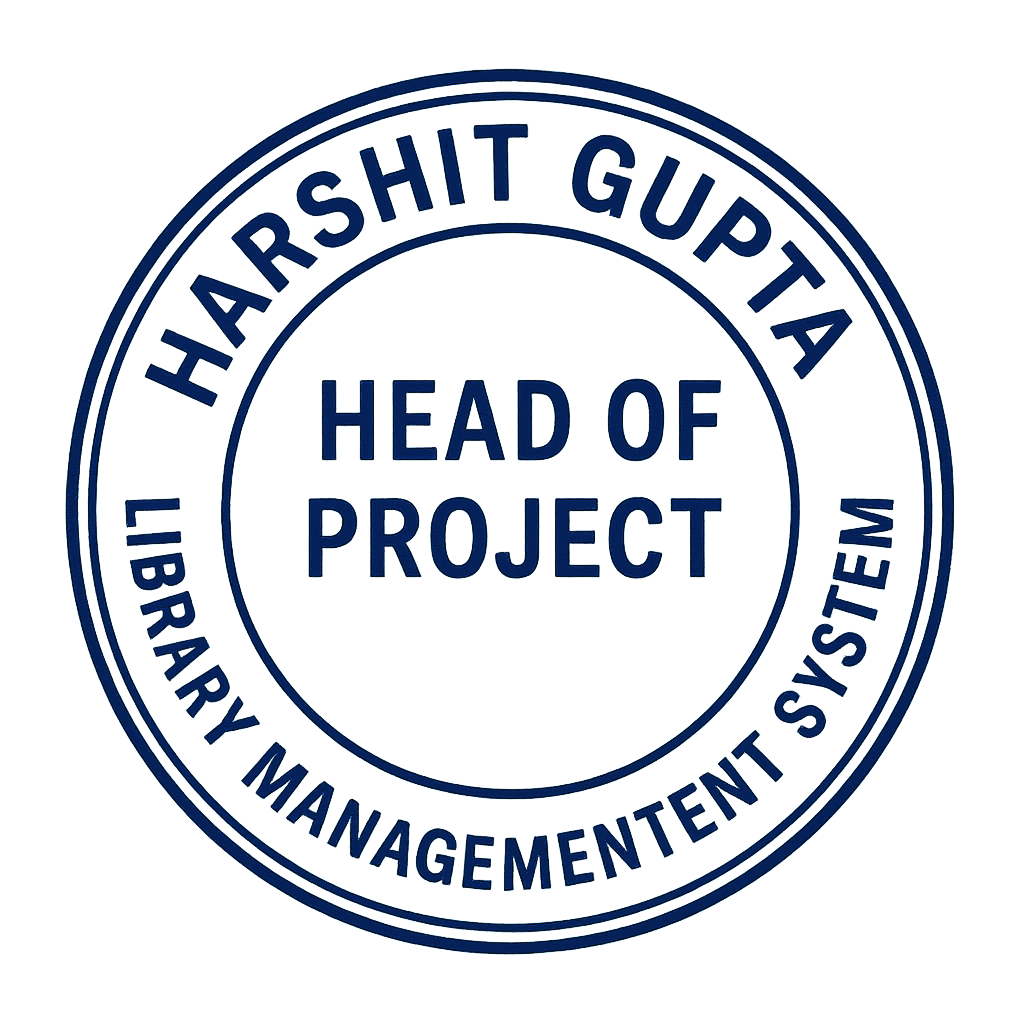 HARSHIT GUPTA
HEAD OF
PROJECT
LIBRARY MANAGEMENTENT SYSTEM